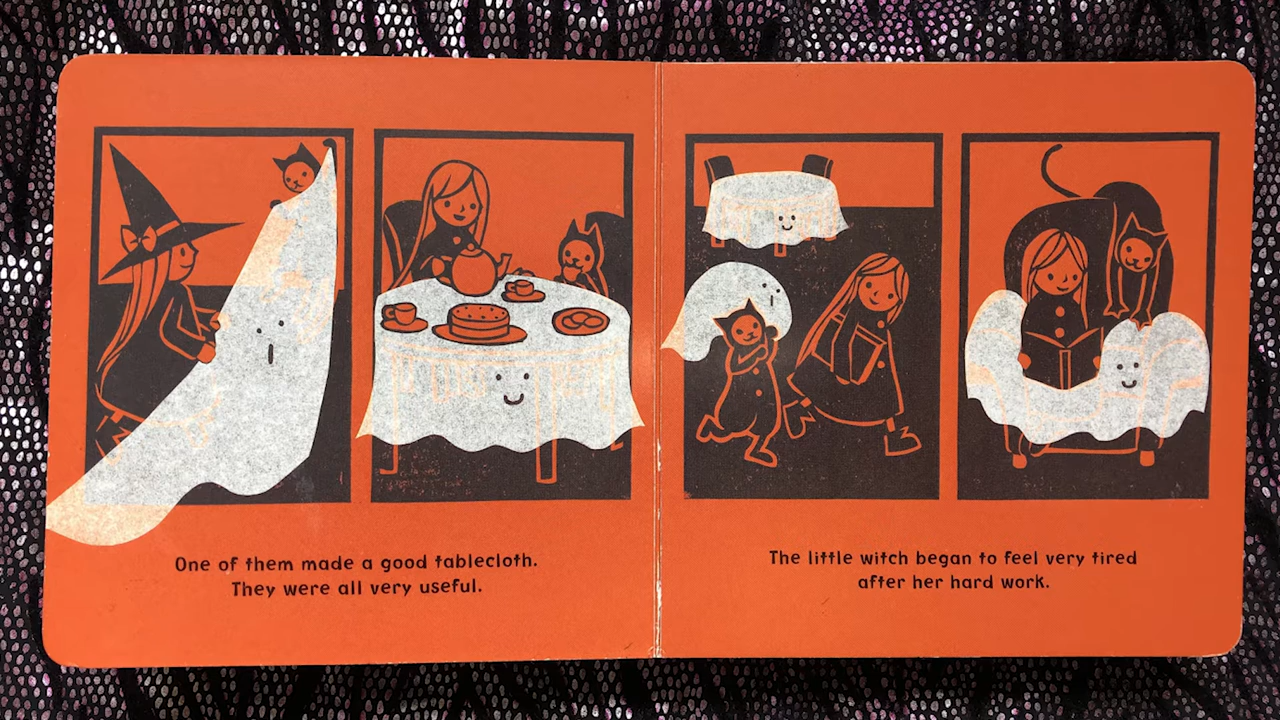 One of them made a good tablecloth.
They were all very useful.
The little witch began to feel very tired
after her hard work.